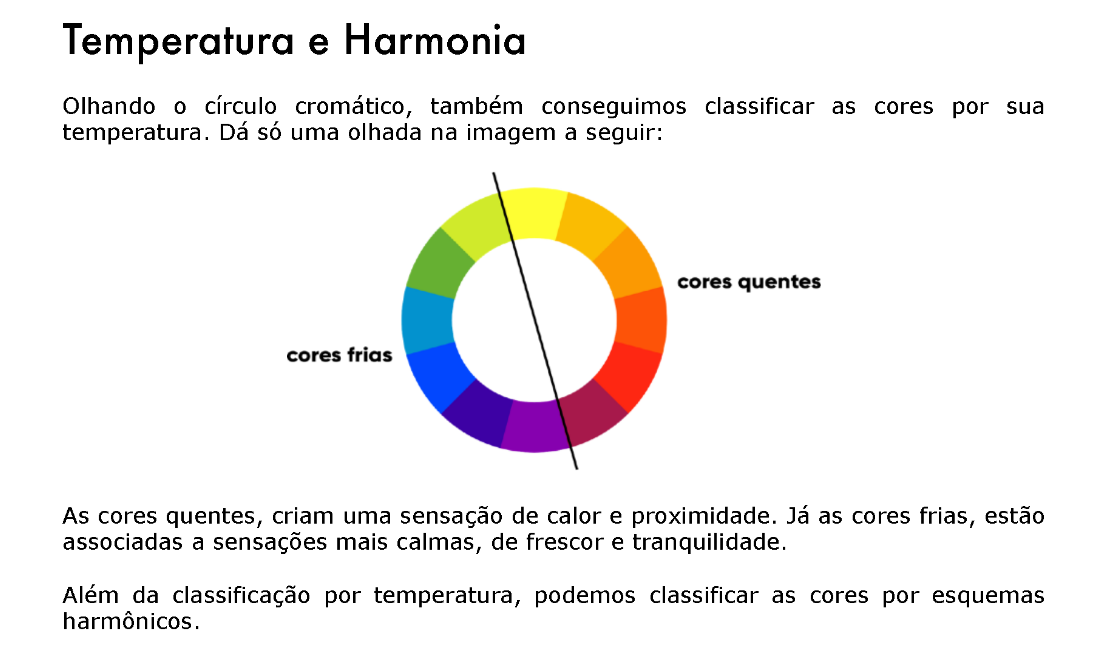 Temperatura e Harmonia
Olhando o círculo cromático, também conseguimos classificar as cores por sua
temperatura. Dá só uma olhada na imagem a seguir:
cores quentes
cores frias
As cores quentes, criam uma sensação de calor e proximidade. Já as cores frias, estão
associadas a sensações mais calmas, de frescor e tranquilidade.
Além da classificação por temperatura, podemos classificar as cores por esquemas
harmônicos.